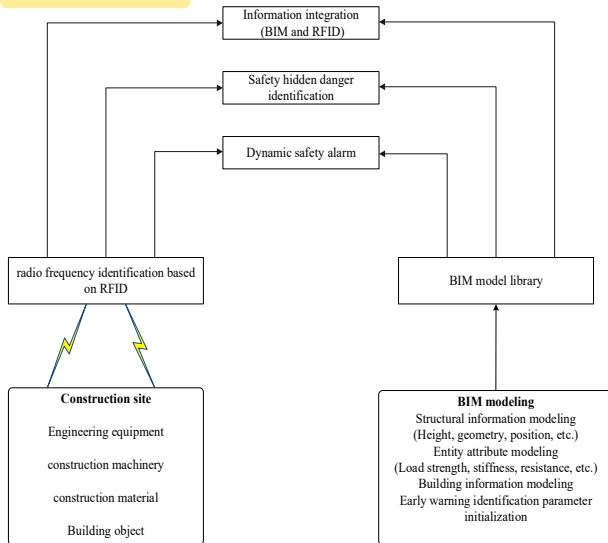 Information integration
(BIM and RFID)
Safety hidden danger
identification
Dynamic safety alarm
radio frequency identification based
on RFID
BIM model library
Construction site
Engineering equipment
construction machinery
construction material
Building object
BIM modeling
Structural information modeling
(Height, geometry, position, etc.)
Entity attribute modeling
(Load strength, stiffness, resistance, etc.)
Building information modeling
Early warning identification parameter
initialization